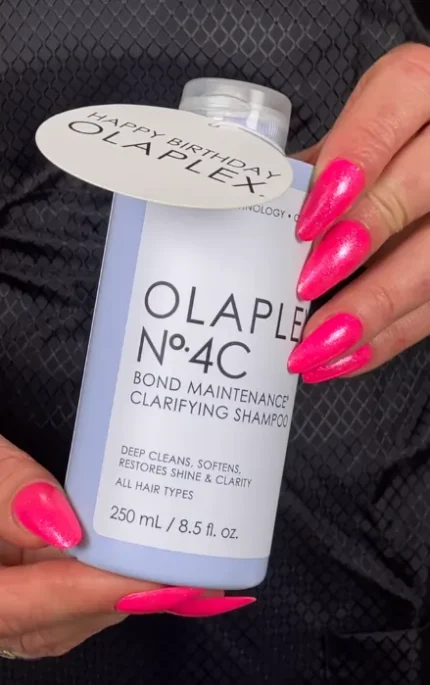 HAPPY BIRTHDAY
OLAPLEX.
OLAPLE
Nº.4C
BOND MAINTENANCE
CLARIFYING SHAMPOO
DEEP CLEANS, SOFTENS,
RESTORES SHINE & CLARITY
ALL HAIR TYPES
250 mL / 8.5 fl. oz.